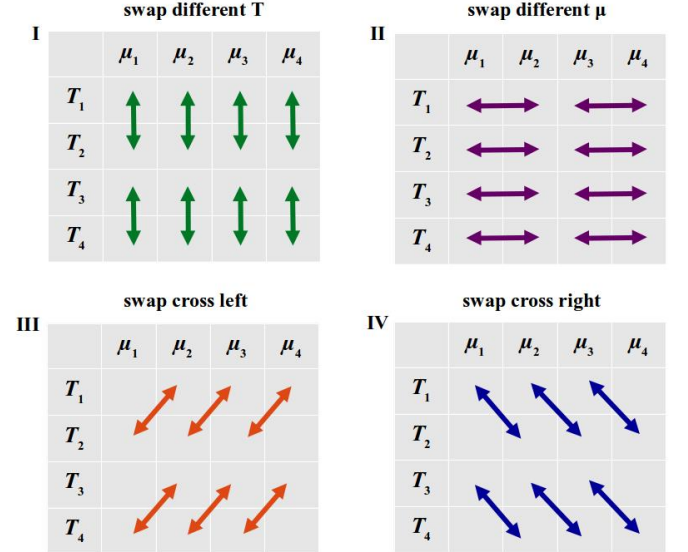 swap different T
I
μ1 μ2 μ3 μ4
T1
T2
T3
T4
swap different μ
II
μ1 μ2 μ3 μ4
T1
T2
T3
T4
swap cross left
III
μ1 μ2 μ3 μ4
T1
T2
T3
T4
swap cross right
IV
μ1 μ2 μ3 μ4
T1
T2
T3
T4